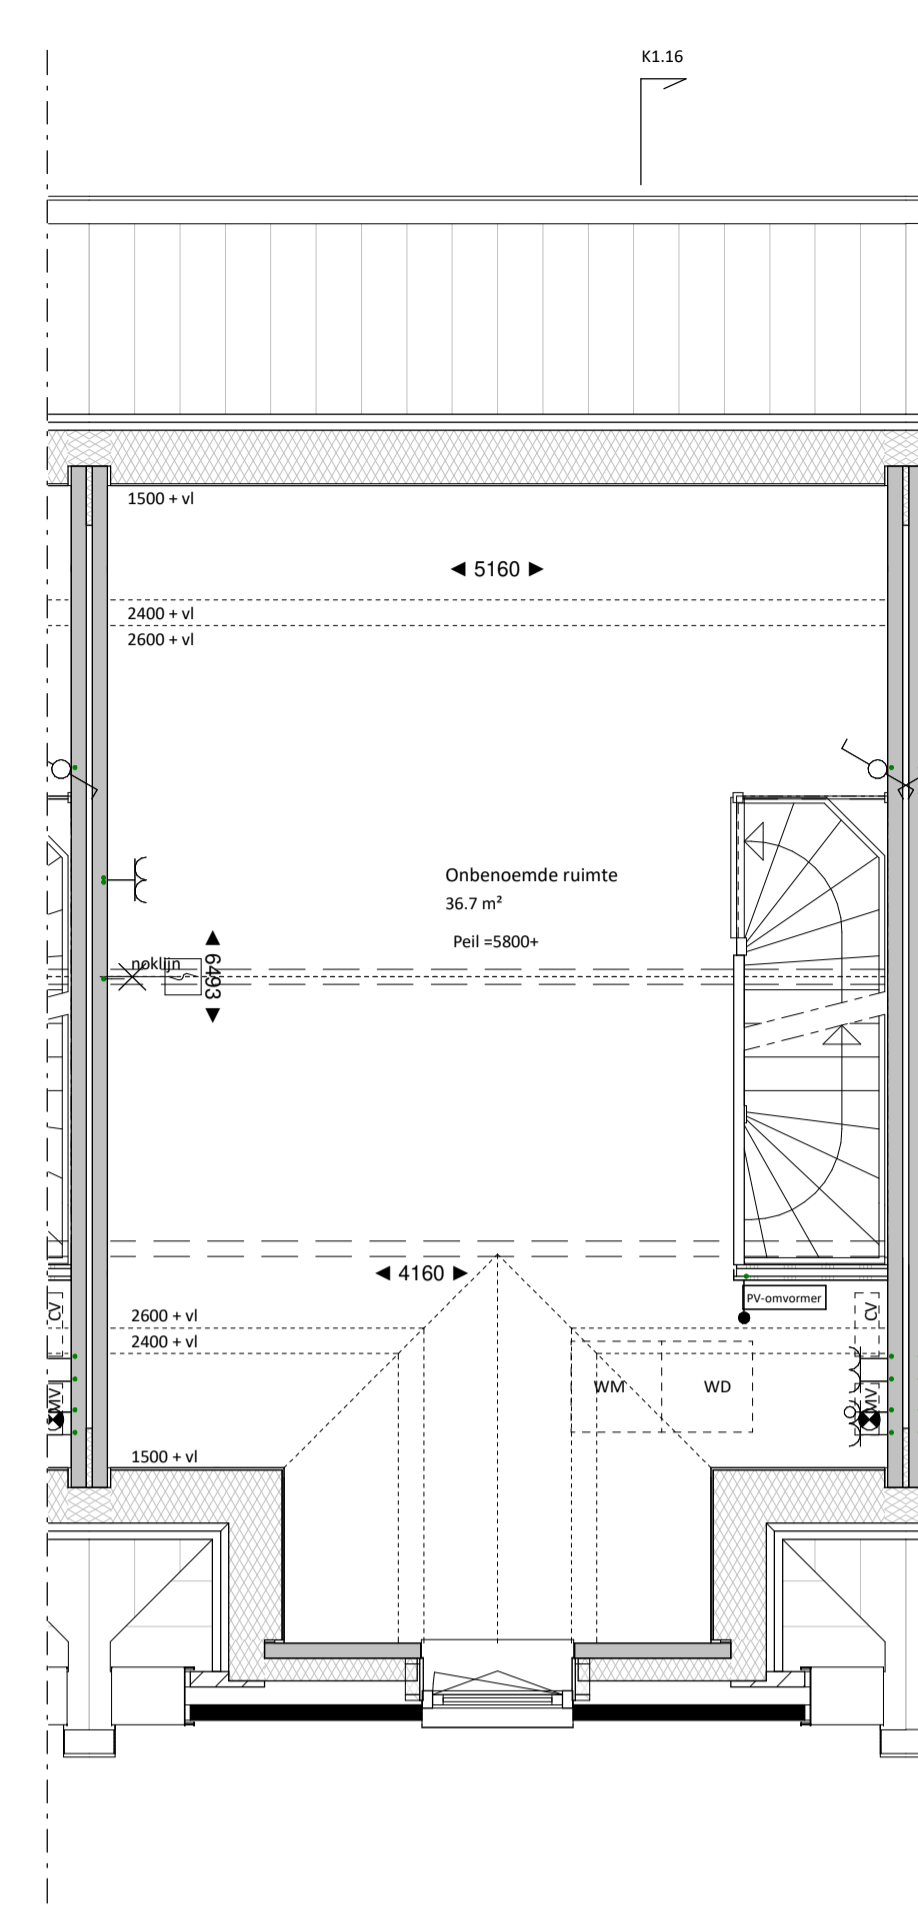 K1.16
1500 + vl
◄ 5160 ►
2400 + vl
2600 + vl
Onbenoemde ruimte
36.7 m²
Peil =5800+
noklijn
◄ 6493 ►
◄ 4160 ►
PV-omvormer
CV
CV
2600 + vl
2400 + vl
WM
WD
MV
MV
1500 + vl